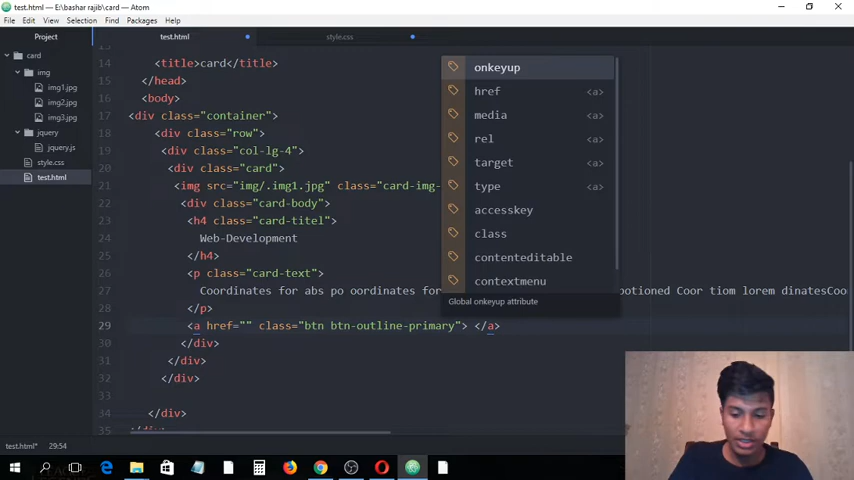 test.html — E:\bashar rajib\card — Atom
File Edit View Selection Find Packages Help
Project
test.html
style.css
card
img
img1.jpg
img2.jpg
img3.jpg
jquery
jquery.js
style.css
test.html
14 <title>card</title>
15 </head>
16 <body>
17 <div class="container">
18 <div class="row">
19 <div class="col-lg-4">
20 <div class="card">
21 <img src="img/.img1.jpg" class="card-img-
22 <div class="card-body">
23 <h4 class="card-titel">
24 Web-Development
25 </h4>
26 <p class="card-text">
27 Coordinates for abs po oordinates for potioned Coor tiom lorem dinatesCoor
28 </p>
29 <a href="" class="btn btn-outline-primary"> </a>
30 </div>
31 </div>
32 </div>
33
34 </div>
35
onkeyup
href <a>
media <a>
rel <a>
target <a>
type <a>
accesskey
class
contenteditable
contextmenu
Global onkeyup attribute
test.html* 29:54